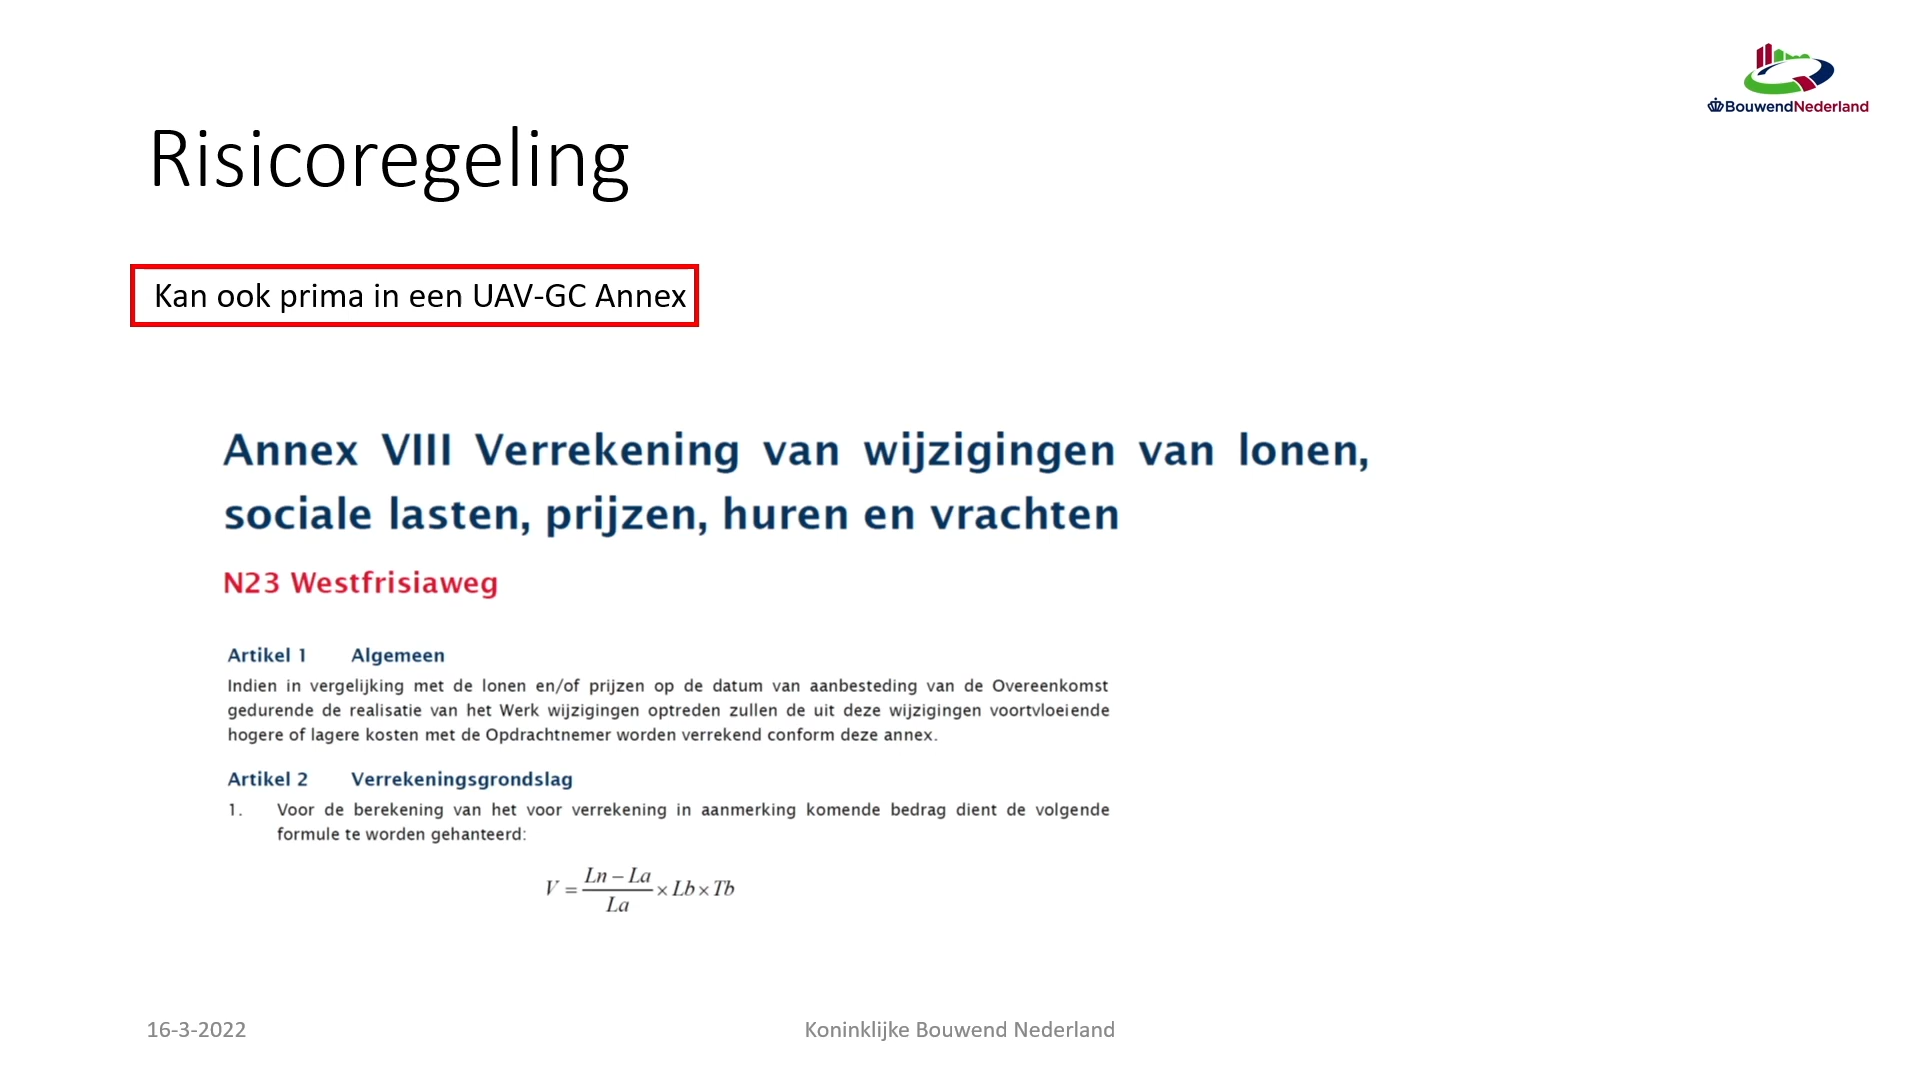 BouwendNederland
Risicoregeling
Kan ook prima in een UAV-GC Annex
Annex VIII Verrekening van wijzigingen van lonen,
sociale lasten, prijzen, huren en vrachten
N23 Westfrisiaweg
Artikel 1 Algemeen
Indien in vergelijking met de lonen en/of prijzen op de datum van aanbesteding van de Overeenkomst
gedurende de realisatie van het Werk wijzigingen optreden zullen de uit deze wijzigingen voortvloeiende
hogere of lagere kosten met de Opdrachtnemer worden verrekend conform deze annex.
Artikel 2 Verrekeningsgrondslag
1. Voor de berekening van het voor verrekening in aanmerking komende bedrag dient de volgende
formule te worden gehanteerd:
V = (Ln – La) / La × Lb × Tb
16-3-2022
Koninklijke Bouwend Nederland